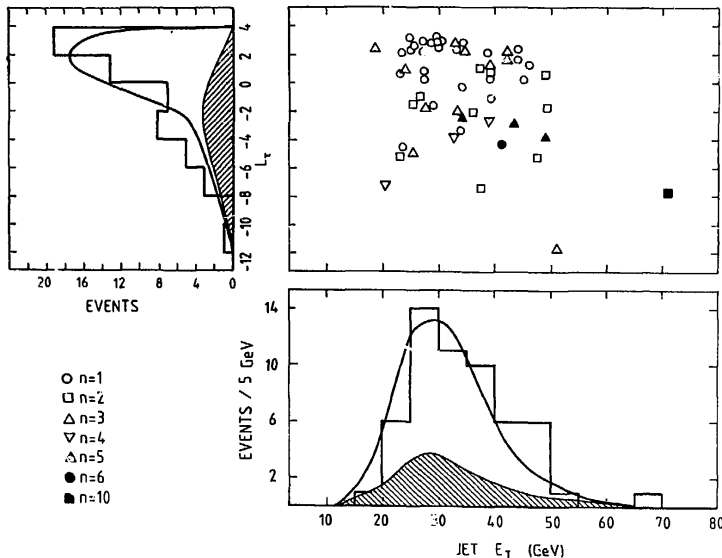 4
2
0
-2
-4
-6
-8
-10
-12
Lτ
20 16 12 8 4 0
EVENTS
14
10
6
2
EVENTS / 5 GeV
10 20 30 40 50 60 70 80
JET E_T (GeV)
○ n=1
□ n=2
△ n=3
▽ n=4
△ n=5
● n=6
■ n=10